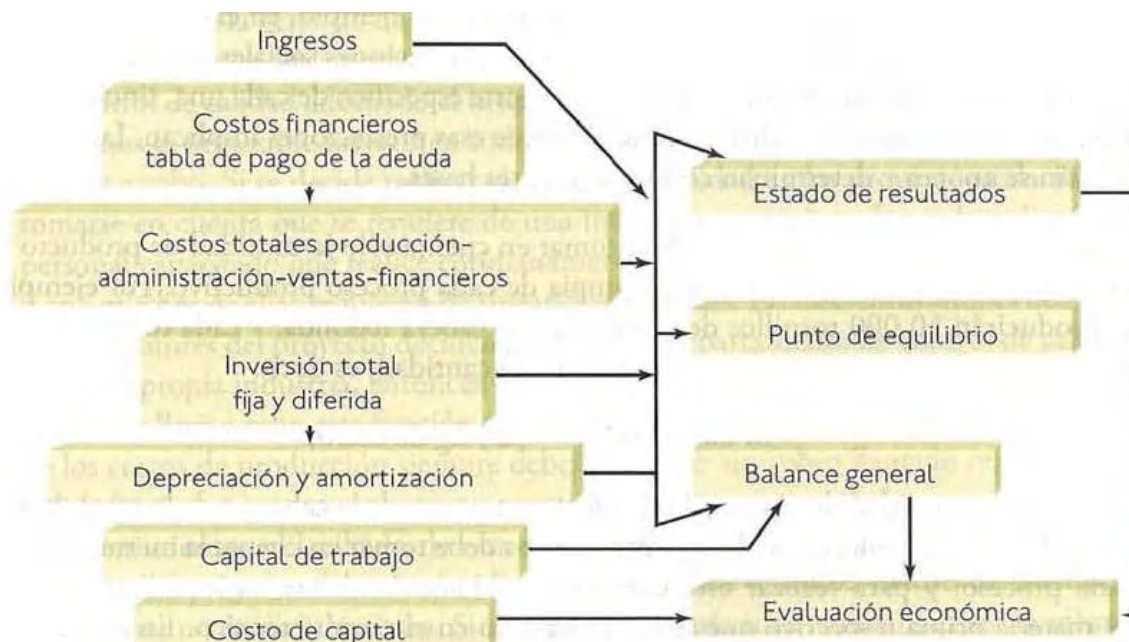 Ingresos
Costos financieros
tabla de pago de la deuda
Costos totales producción-
administración-ventas-financieros
Inversión total
fija y diferida
Depreciación y amortización
Capital de trabajo
Costo de capital
Estado de resultados
Punto de equilibrio
Balance general
Evaluación económica